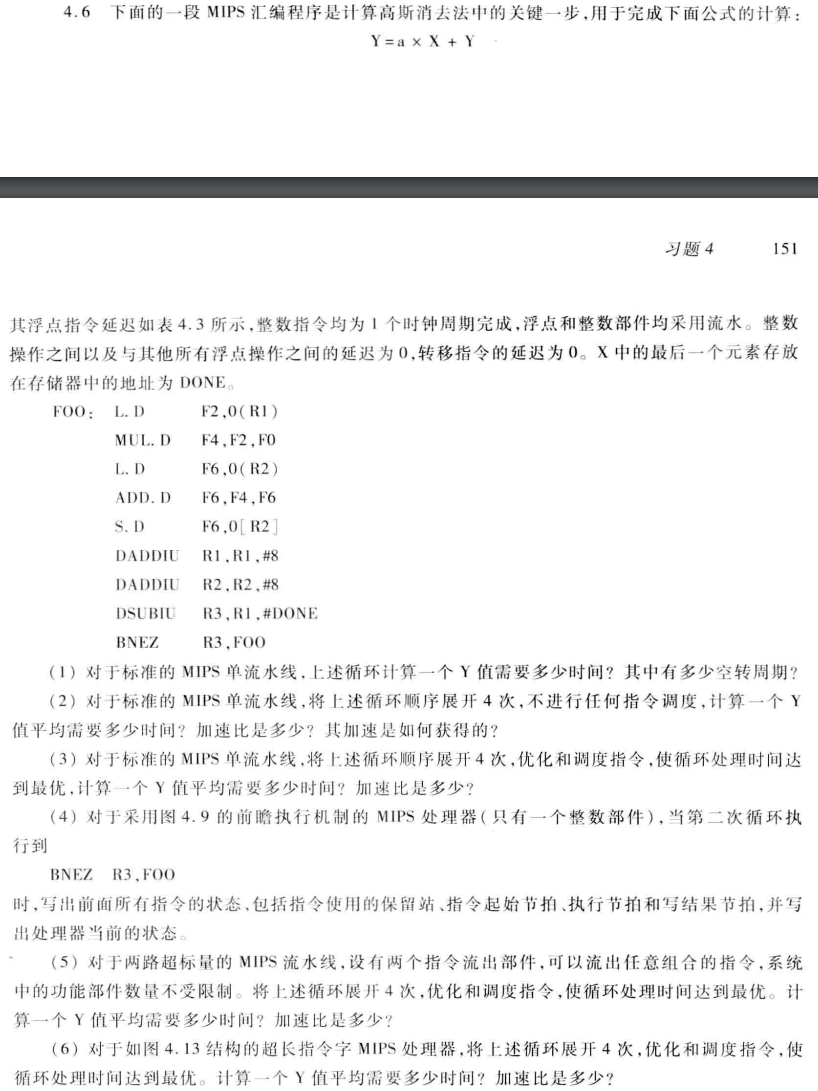 4.6 下面的一段 MIPS 汇编程序是计算高斯消去法中的关键一步,用于完成下面公式的计算:
Y=a × X + Y
习题 4 151
其浮点指令延迟如表 4.3 所示,整数指令均为 1 个时钟周期完成,浮点和整数部件均采用流水。整数
操作之间以及与其他所有浮点操作之间的延迟为 0,转移指令的延迟为 0。X 中的最后一个元素存放
在存储器中的地址为 DONE。
FOO: L.D F2,0(R1)
MUL.D F4,F2,F0
L.D F6,0(R2)
ADD.D F6,F4,F6
S.D F6,0[R2]
DADDIU R1,R1,#8
DADDIU R2,R2,#8
DSUBIU R3,R1,#DONE
BNEZ R3,FOO
(1) 对于标准的 MIPS 单流水线,上述循环计算一个 Y 值需要多少时间? 其中有多少空转周期?
(2) 对于标准的 MIPS 单流水线,将上述循环顺序展开 4 次,不进行任何指令调度,计算一个 Y
值平均需要多少时间? 加速比是多少? 其加速是如何获得的?
(3) 对于标准的 MIPS 单流水线,将上述循环顺序展开 4 次,优化和调度指令,使循环处理时间达
到最优,计算一个 Y 值平均需要多少时间? 加速比是多少?
(4) 对于采用图 4.9 的前瞻执行机制的 MIPS 处理器(只有一个整数部件),当第二次循环执
行到
BNEZ R3,FOO
时,写出前面所有指令的状态,包括指令使用的保留站、指令起始节拍、执行节拍和写结果节拍,并写
出处理器当前的状态。
(5) 对于两路超标量的 MIPS 流水线,设有两个指令流出部件,可以流出任意组合的指令,系统
中的功能部件数量不受限制。将上述循环展开 4 次,优化和调度指令,使循环处理时间达到最优。计
算一个 Y 值平均需要多少时间? 加速比是多少?
(6) 对于如图 4.13 结构的超长指令字 MIPS 处理器,将上述循环展开 4 次,优化和调度指令,使
循环处理时间达到最优。计算一个 Y 值平均需要多少时间? 加速比是多少?